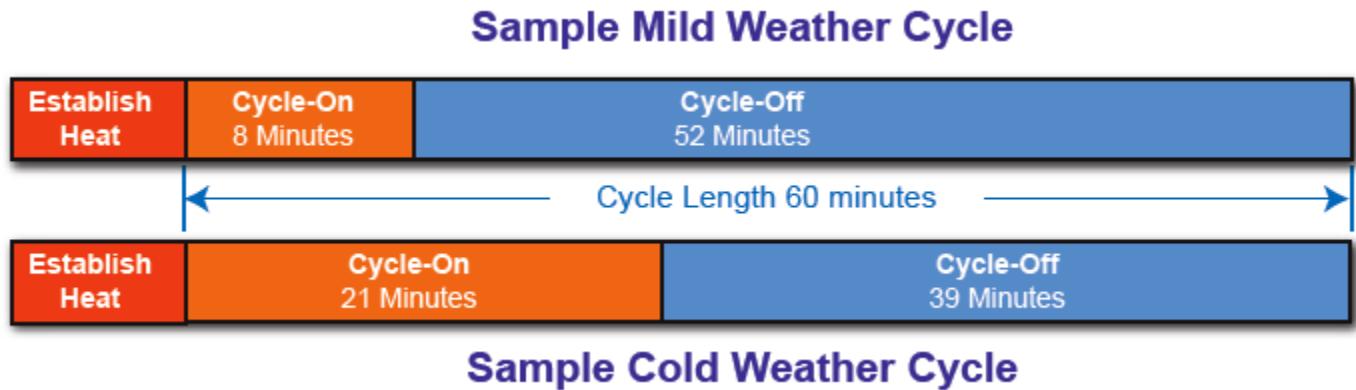 Sample Mild Weather Cycle
Establish
Heat
Cycle-On
8 Minutes
Cycle-Off
52 Minutes
Cycle Length 60 minutes
Establish
Heat
Cycle-On
21 Minutes
Cycle-Off
39 Minutes
Sample Cold Weather Cycle